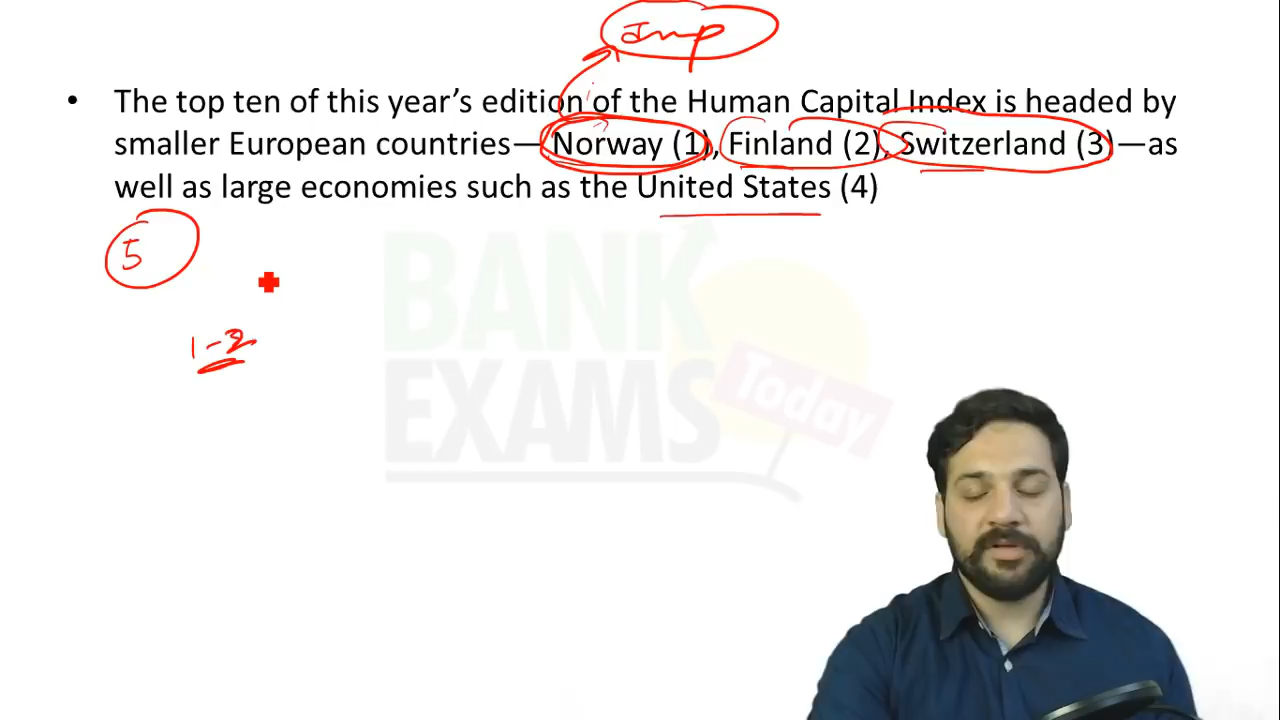 Imp
• The top ten of this year’s edition of the Human Capital Index is headed by
smaller European countries—Norway (1), Finland (2), Switzerland (3)—as
well as large economies such as the United States (4)
5
1-2
BANK
EXAMS
Today